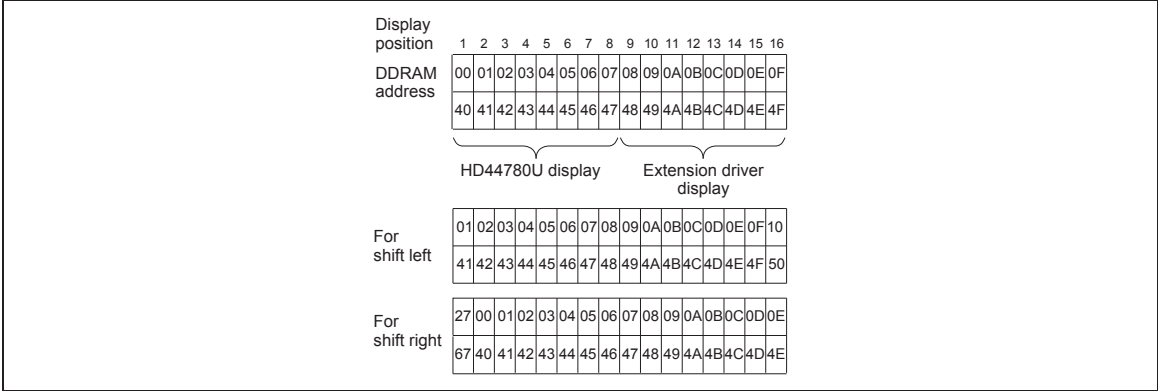 Display
position 1 2 3 4 5 6 7 8 9 10 11 12 13 14 15 16
DDRAM
address
00 01 02 03 04 05 06 07 08 09 0A 0B 0C 0D 0E 0F
40 41 42 43 44 45 46 47 48 49 4A 4B 4C 4D 4E 4F
HD44780U display
Extension driver
display
For
shift left
01 02 03 04 05 06 07 08 09 0A 0B 0C 0D 0E 0F 10
41 42 43 44 45 46 47 48 49 4A 4B 4C 4D 4E 4F 50
For
shift right
27 00 01 02 03 04 05 06 07 08 09 0A 0B 0C 0D 0E
67 40 41 42 43 44 45 46 47 48 49 4A 4B 4C 4D 4E